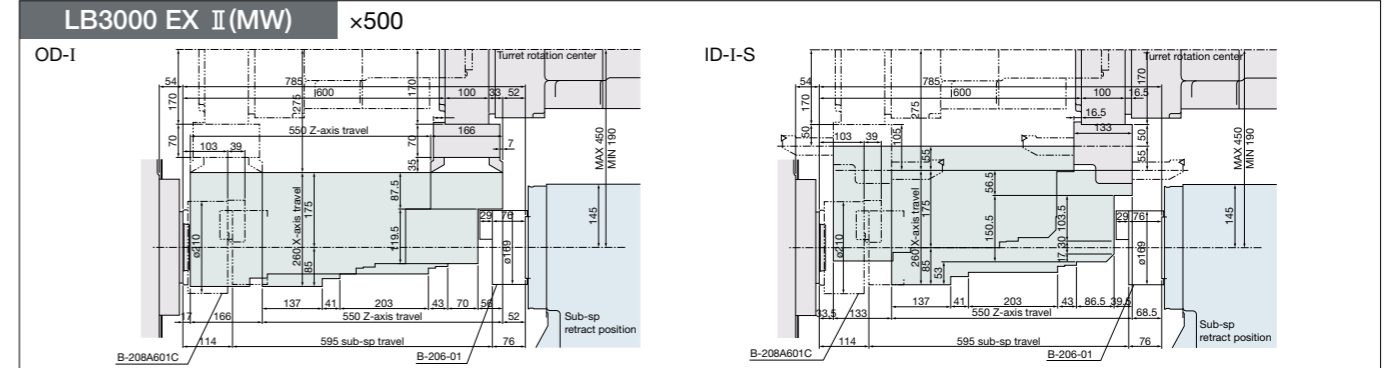 LB3000 EX Ⅱ(MW)
×500
OD-I
Turret rotation center
54
785
600
170
275
170
100
33
52
550 Z-axis travel
166
70
70
7
103
39
35
MAX 450
MIN 190
87.5
175
260 X-axis travel
119.5
29
76
145
ø210
ø169
85
137
41
203
43
70
56
17
166
550 Z-axis travel
52
Sub-sp
retract position
114
595 sub-sp travel
76
B-208A601C
B-206-01
ID-I-S
Turret rotation center
54
785
600
170
275
170
100
16.5
16.5
133
50
103
39
105
50
55
55
MAX 450
MIN 190
56.5
175
260 X-axis travel
150.5
103.5
29
76
145
ø210
ø169
17
30
85
53
137
41
203
43
86.5
39.5
33.5
133
550 Z-axis travel
68.5
Sub-sp
retract position
114
595 sub-sp travel
76
B-208A601C
B-206-01